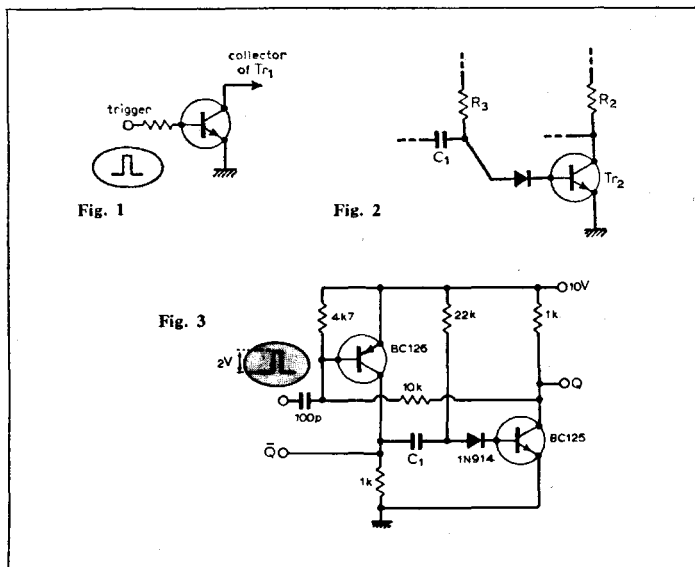 collector
of Tr₁
trigger
Fig. 1
R₃
R₂
C₁
Tr₂
Fig. 2
Fig. 3
10V
4k7
22k
1k
BC126
2V
10k
Q
100p
BC125
C₁
1N914
Q̄
1k